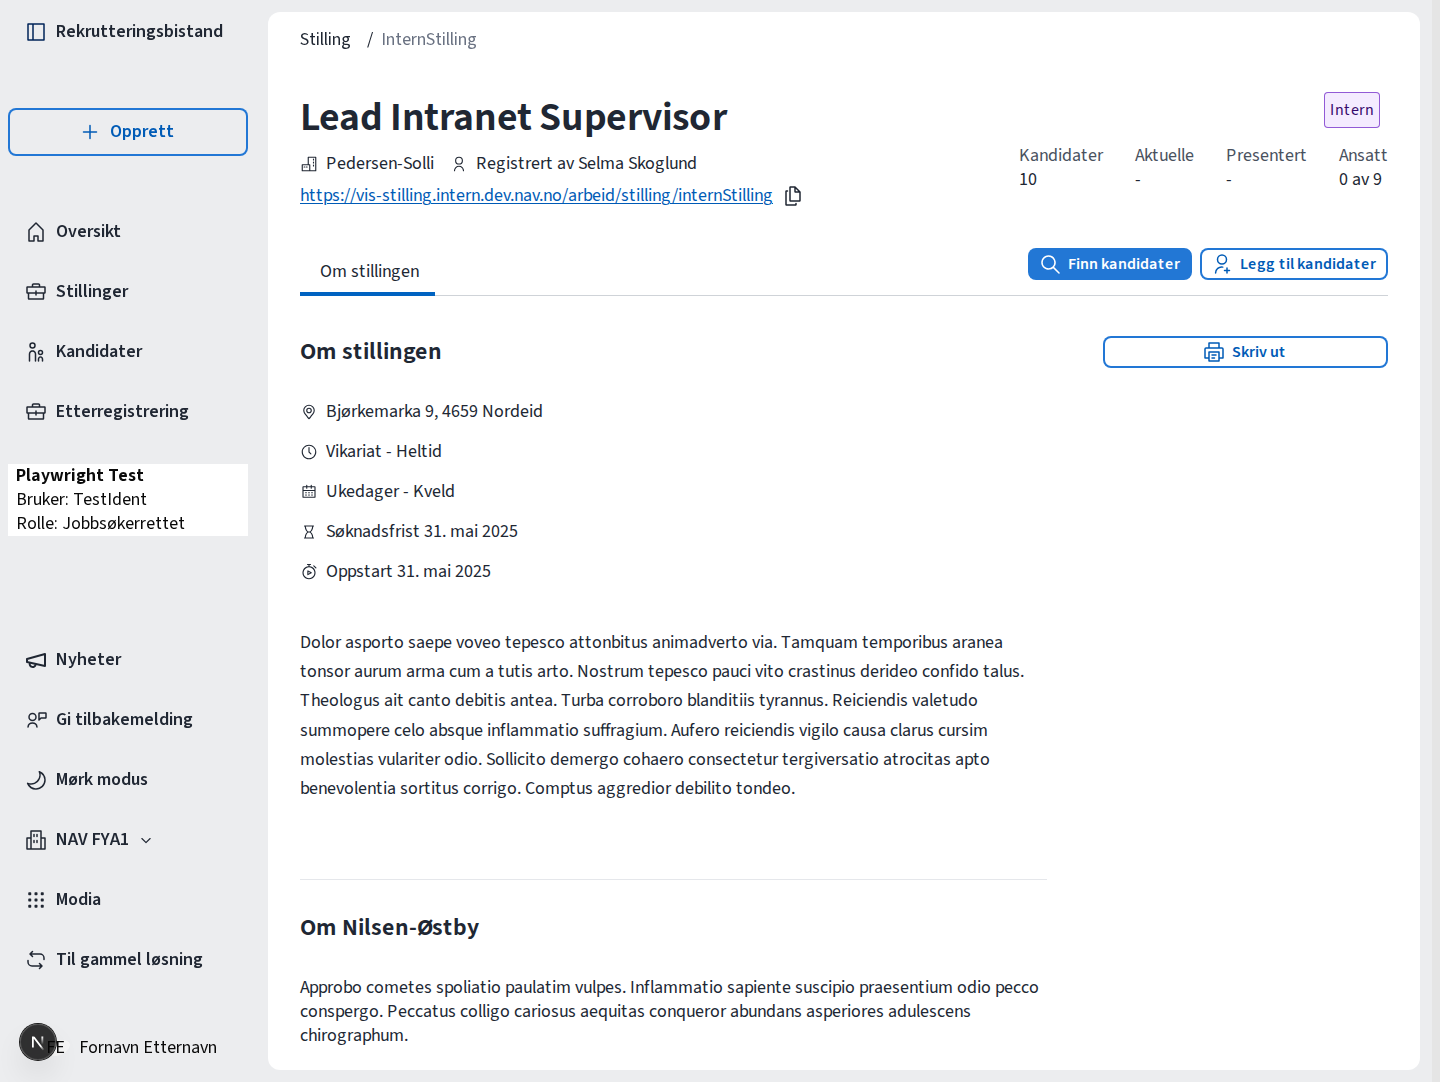 Rekrutteringsbistand
Opprett
Oversikt
Stillinger
Kandidater
Etterregistrering
Playwright Test
Bruker: TestIdent
Rolle: Jobbsøkerrettet
Nyheter
Gi tilbakemelding
Mørk modus
NAV FYA1
Modia
Til gammel løsning
N
FE Fornavn Etternavn
Stilling / InternStilling
Lead Intranet Supervisor
Intern
Pedersen-Solli Registrert av Selma Skoglund
https://vis-stilling.intern.dev.nav.no/arbeid/stilling/internStilling
Kandidater Aktuelle Presentert Ansatt
10 - - 0 av 9
Om stillingen
Finn kandidater
Legg til kandidater
Om stillingen
Skriv ut
Bjørkemarka 9, 4659 Nordeid
Vikariat - Heltid
Ukedager - Kveld
Søknadsfrist 31. mai 2025
Oppstart 31. mai 2025
Dolor asporto saepe voveo tepesco attonbitus animadverto via. Tamquam temporibus aranea
tonsor aurum arma cum a tutis arto. Nostrum tepesco pauci vito crastinus derideo confido talus.
Theologus ait canto debitis antea. Turba corroboro blanditiis tyrannus. Reiciendis valetudo
summopere celo absque inflammatio suffragium. Aufero reiciendis vigilo causa clarus cursim
molestias vulariter odio. Sollicito demergo cohaero consectetur tergiversatio atrocitas apto
benevolentia sortitus corrigo. Comptus aggredior debilito tondeo.
Om Nilsen-Østby
Approbo cometes spoliatio paulatim vulpes. Inflammatio sapiente suscipio praesentium odio pecco
conspergo. Peccatus colligo cariosus aequitas conqueror abundans asperiores adulescens
chirographum.